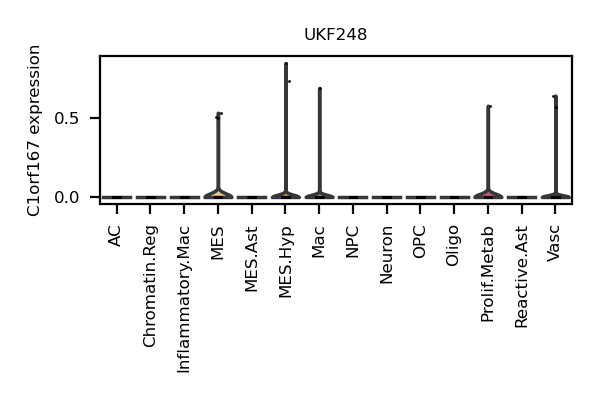 UKF248
C1orf167 expression
0.5
0.0
AC
Chromatin.Reg
Inflammatory.Mac
MES
MES.Ast
MES.Hyp
Mac
NPC
Neuron
OPC
Oligo
Prolif.Metab
Reactive.Ast
Vasc